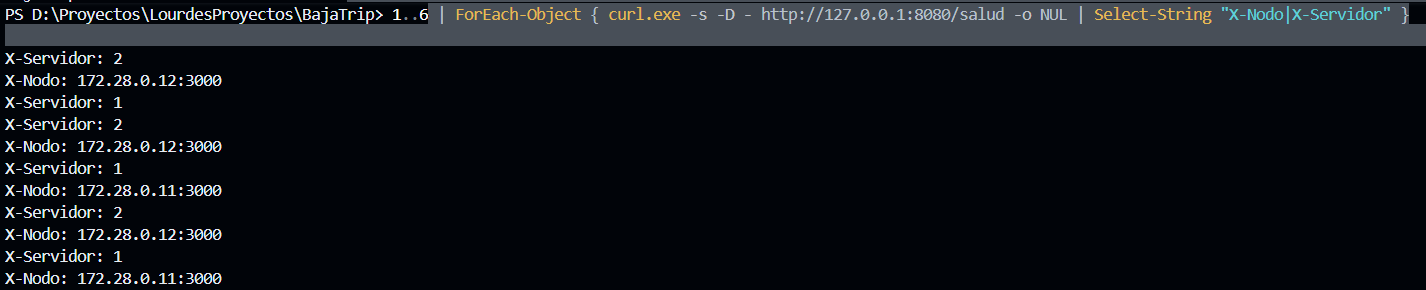 PS D:\Proyectos\LourdesProyectos\BajaTrip> 1..6 | ForEach-Object { curl.exe -s -D - http://127.0.0.1:8080/salud -o NUL | Select-String "X-Nodo|X-Servidor" }
X-Servidor: 2
X-Nodo: 172.28.0.12:3000
X-Servidor: 1
X-Servidor: 2
X-Nodo: 172.28.0.12:3000
X-Servidor: 1
X-Nodo: 172.28.0.11:3000
X-Servidor: 2
X-Nodo: 172.28.0.12:3000
X-Servidor: 1
X-Nodo: 172.28.0.11:3000